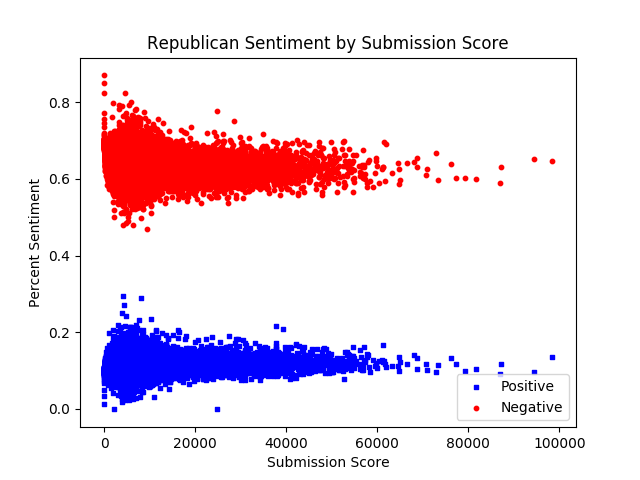 Republican Sentiment by Submission Score
Percent Sentiment
0.8
0.6
0.4
0.2
0.0
0
20000
40000
60000
80000
100000
Submission Score
Positive
Negative